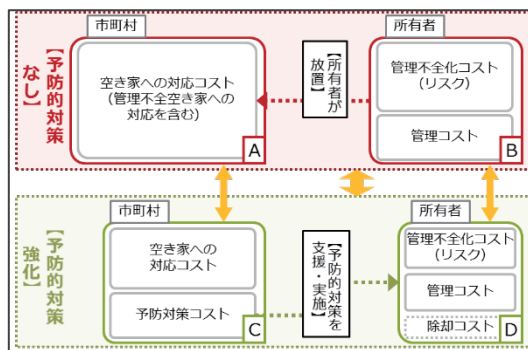 【予防的対策
なし】
市町村
空き家への対応コスト
（管理不全空き家への
対応を含む）
A
【所有者が
放置】
所有者
管理不全化コスト
（リスク）
管理コスト
B
【予防的対策
強化】
市町村
空き家への
対応コスト
予防対策コスト
C
【予防的対策を
支援・実施】
所有者
管理不全化コスト
（リスク）
管理コスト
除却コスト
D